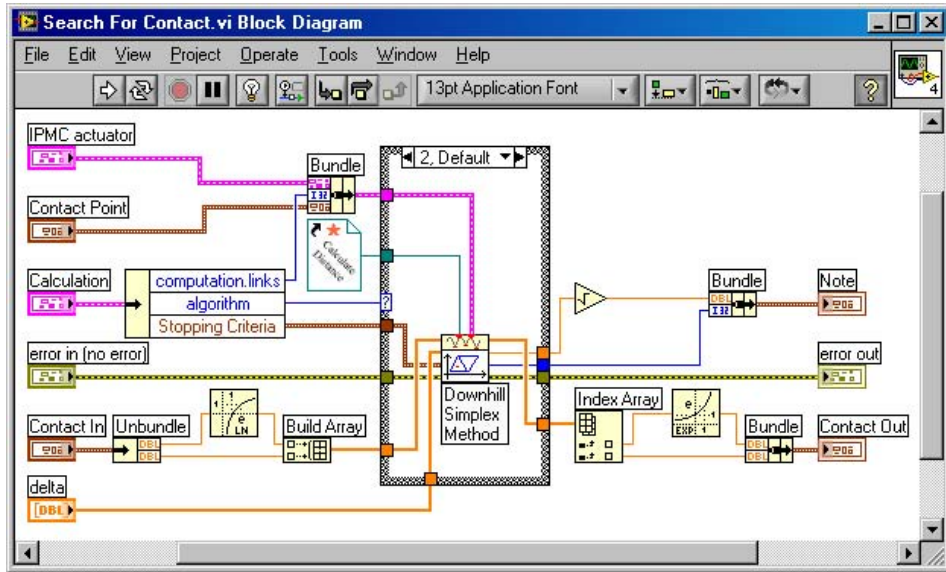 Search For Contact.vi Block Diagram
File Edit View Project Operate Tools Window Help
13pt Application Font
4
IPMC actuator
Bundle
I32
2, Default
Contact Point
Calculate
Distance
Calculation
computation.links
algorithm
Stopping Criteria
?
Bundle
DBL
I32
Note
error in (no error)
error out
Downhill
Simplex
Method
Contact In
Unbundle
DBL
DBL
e
LN
Build Array
Index Array
e
EXP
Bundle
DBL
DBL
Contact Out
delta
[DBL]